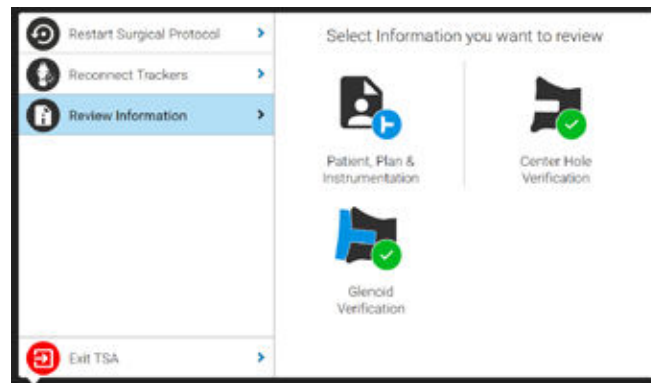 Restart Surgical Protocol
Reconnect Trackers
Review Information
Exit TSA
Select Information you want to review
Patient, Plan &
Instrumentation
Center Hole
Verification
Glenoid
Verification